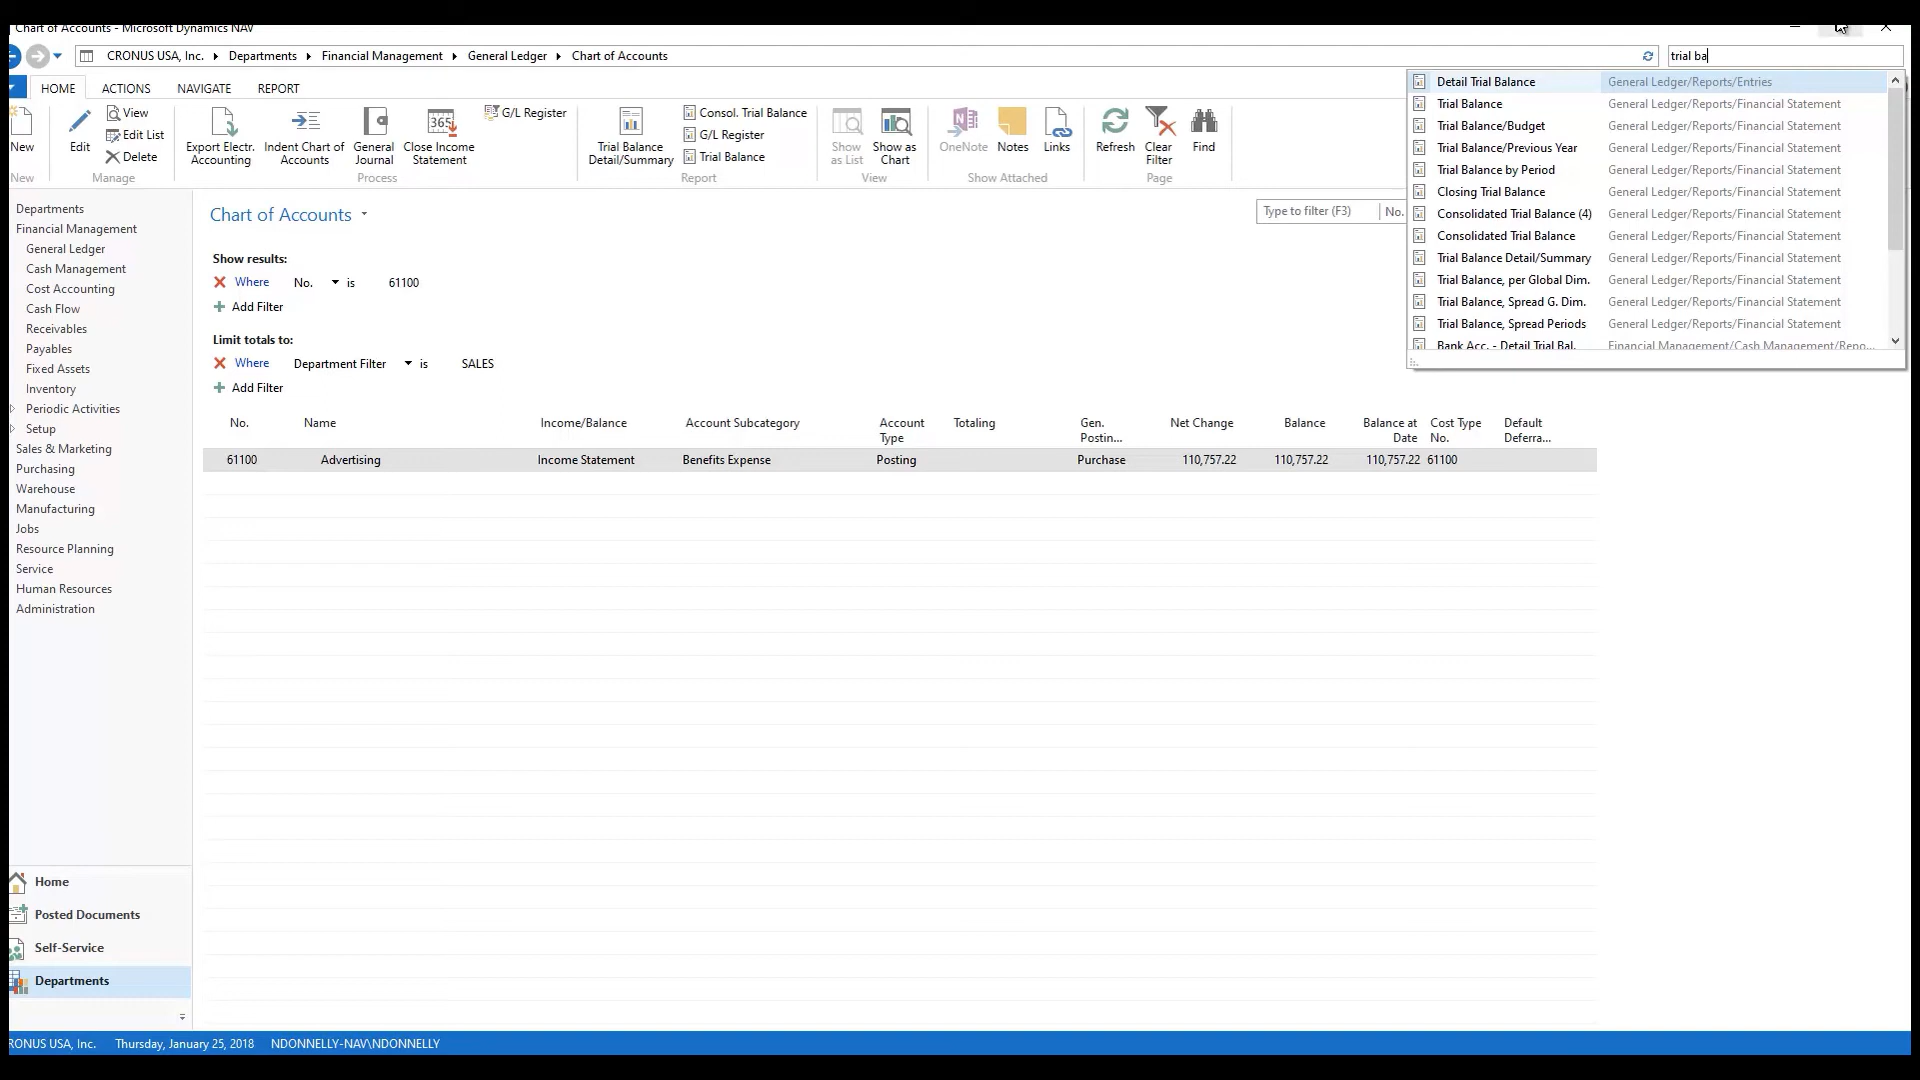 Chart of Accounts - Microsoft Dynamics NAV
CRONUS USA, Inc. Departments Financial Management General Ledger Chart of Accounts
trial ba
HOME ACTIONS NAVIGATE REPORT
New
Edit
View
Edit List
Delete
Export Electr. Accounting
Indent Chart of Accounts
General Journal
365
Close Income Statement
G/L Register
Trial Balance Detail/Summary
Consol. Trial Balance
G/L Register
Trial Balance
Show as List
Show as Chart
OneNote
Notes
Links
Refresh
Clear Filter
Find
New Manage Process Report View Show Attached Page
Detail Trial Balance General Ledger/Reports/Entries
Trial Balance General Ledger/Reports/Financial Statement
Trial Balance/Budget General Ledger/Reports/Financial Statement
Trial Balance/Previous Year General Ledger/Reports/Financial Statement
Trial Balance by Period General Ledger/Reports/Financial Statement
Closing Trial Balance General Ledger/Reports/Financial Statement
Consolidated Trial Balance (4) General Ledger/Reports/Financial Statement
Consolidated Trial Balance General Ledger/Reports/Financial Statement
Trial Balance Detail/Summary General Ledger/Reports/Financial Statement
Trial Balance, per Global Dim. General Ledger/Reports/Financial Statement
Trial Balance, Spread G. Dim. General Ledger/Reports/Financial Statement
Trial Balance, Spread Periods General Ledger/Reports/Financial Statement
Bank Acc. - Detail Trial Bal. Financial Management/Cash Management/Repo...
Departments
Financial Management
General Ledger
Cash Management
Cost Accounting
Cash Flow
Receivables
Payables
Fixed Assets
Inventory
Periodic Activities
Setup
Sales & Marketing
Purchasing
Warehouse
Manufacturing
Jobs
Resource Planning
Service
Human Resources
Administration
Home
Posted Documents
Self-Service
Departments
Chart of Accounts
Type to filter (F3) No.
Show results:
Where No. is 61100
Add Filter
Limit totals to:
Where Department Filter is SALES
Add Filter
No. Name Income/Balance Account Subcategory Account Type Totaling Gen. Postin... Net Change Balance Balance at Date Cost Type No. Default Deferra...
61100 Advertising Income Statement Benefits Expense Posting Purchase 110,757.22 110,757.22 110,757.22 61100
RONUS USA, Inc. Thursday, January 25, 2018 NDONNELLY-NAV\NDONNELLY